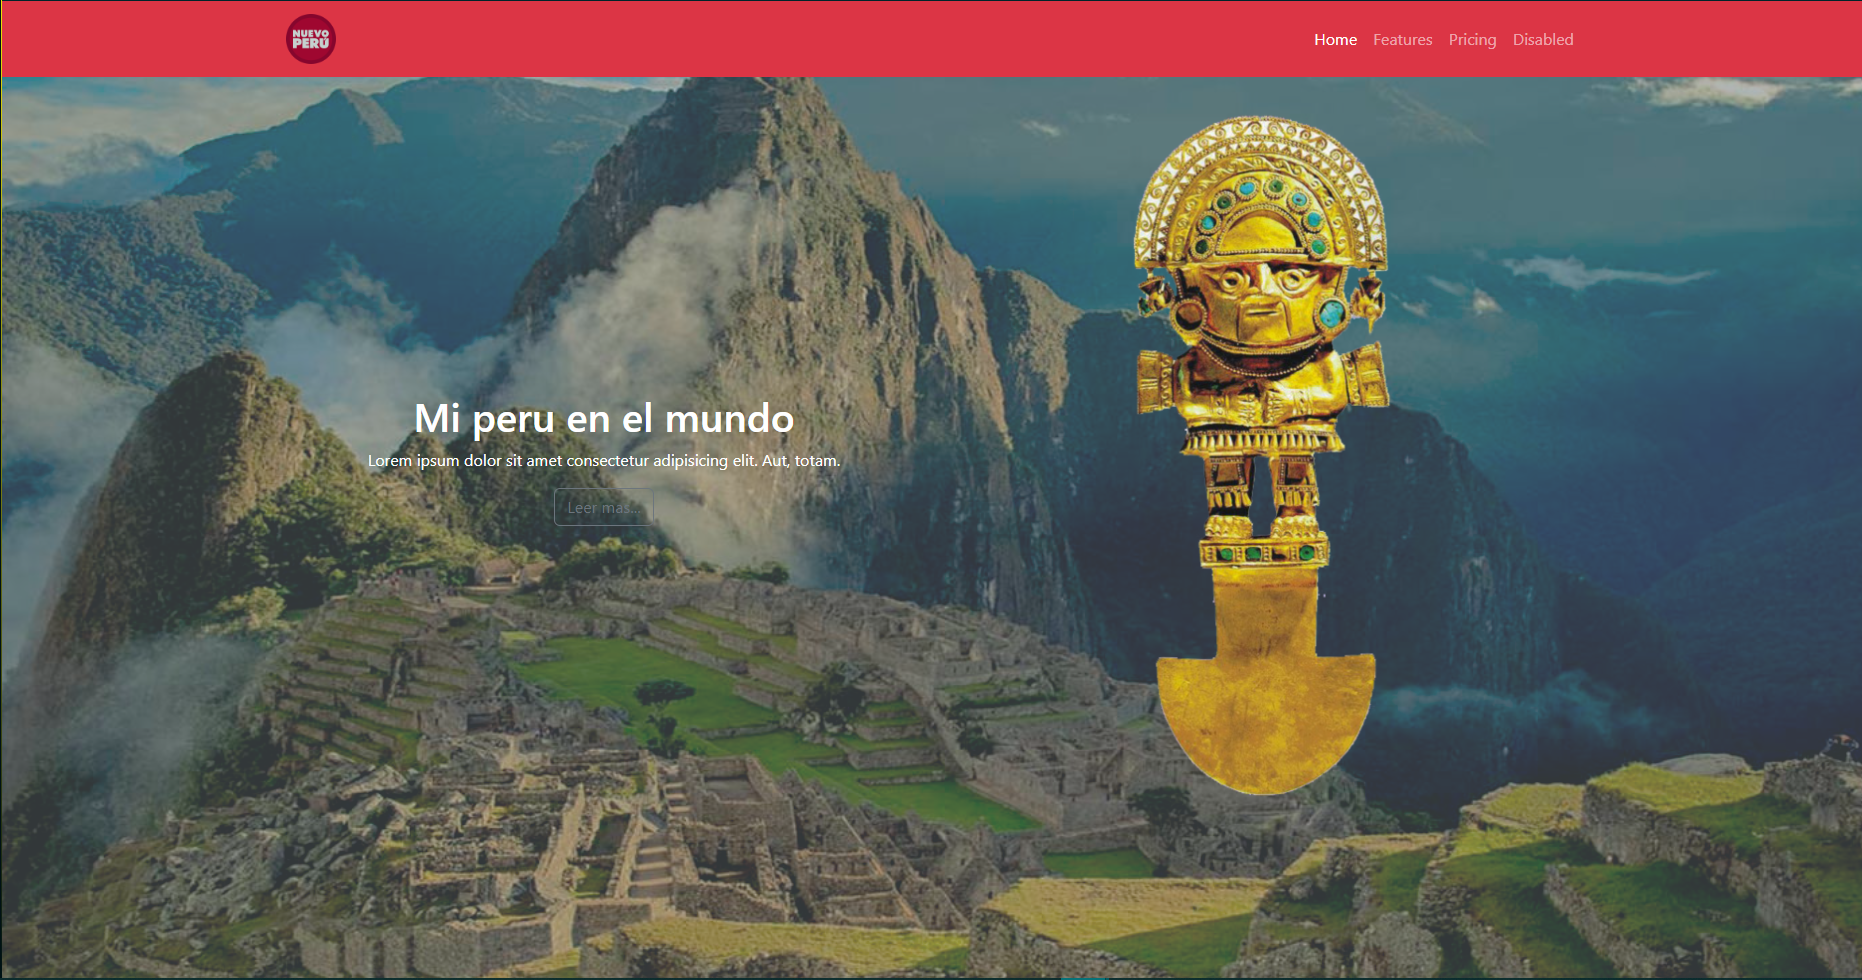 NUEVO
PERÚ
Home Features Pricing Disabled
Mi peru en el mundo
Lorem ipsum dolor sit amet consectetur adipisicing elit. Aut, totam.
Leer mas...